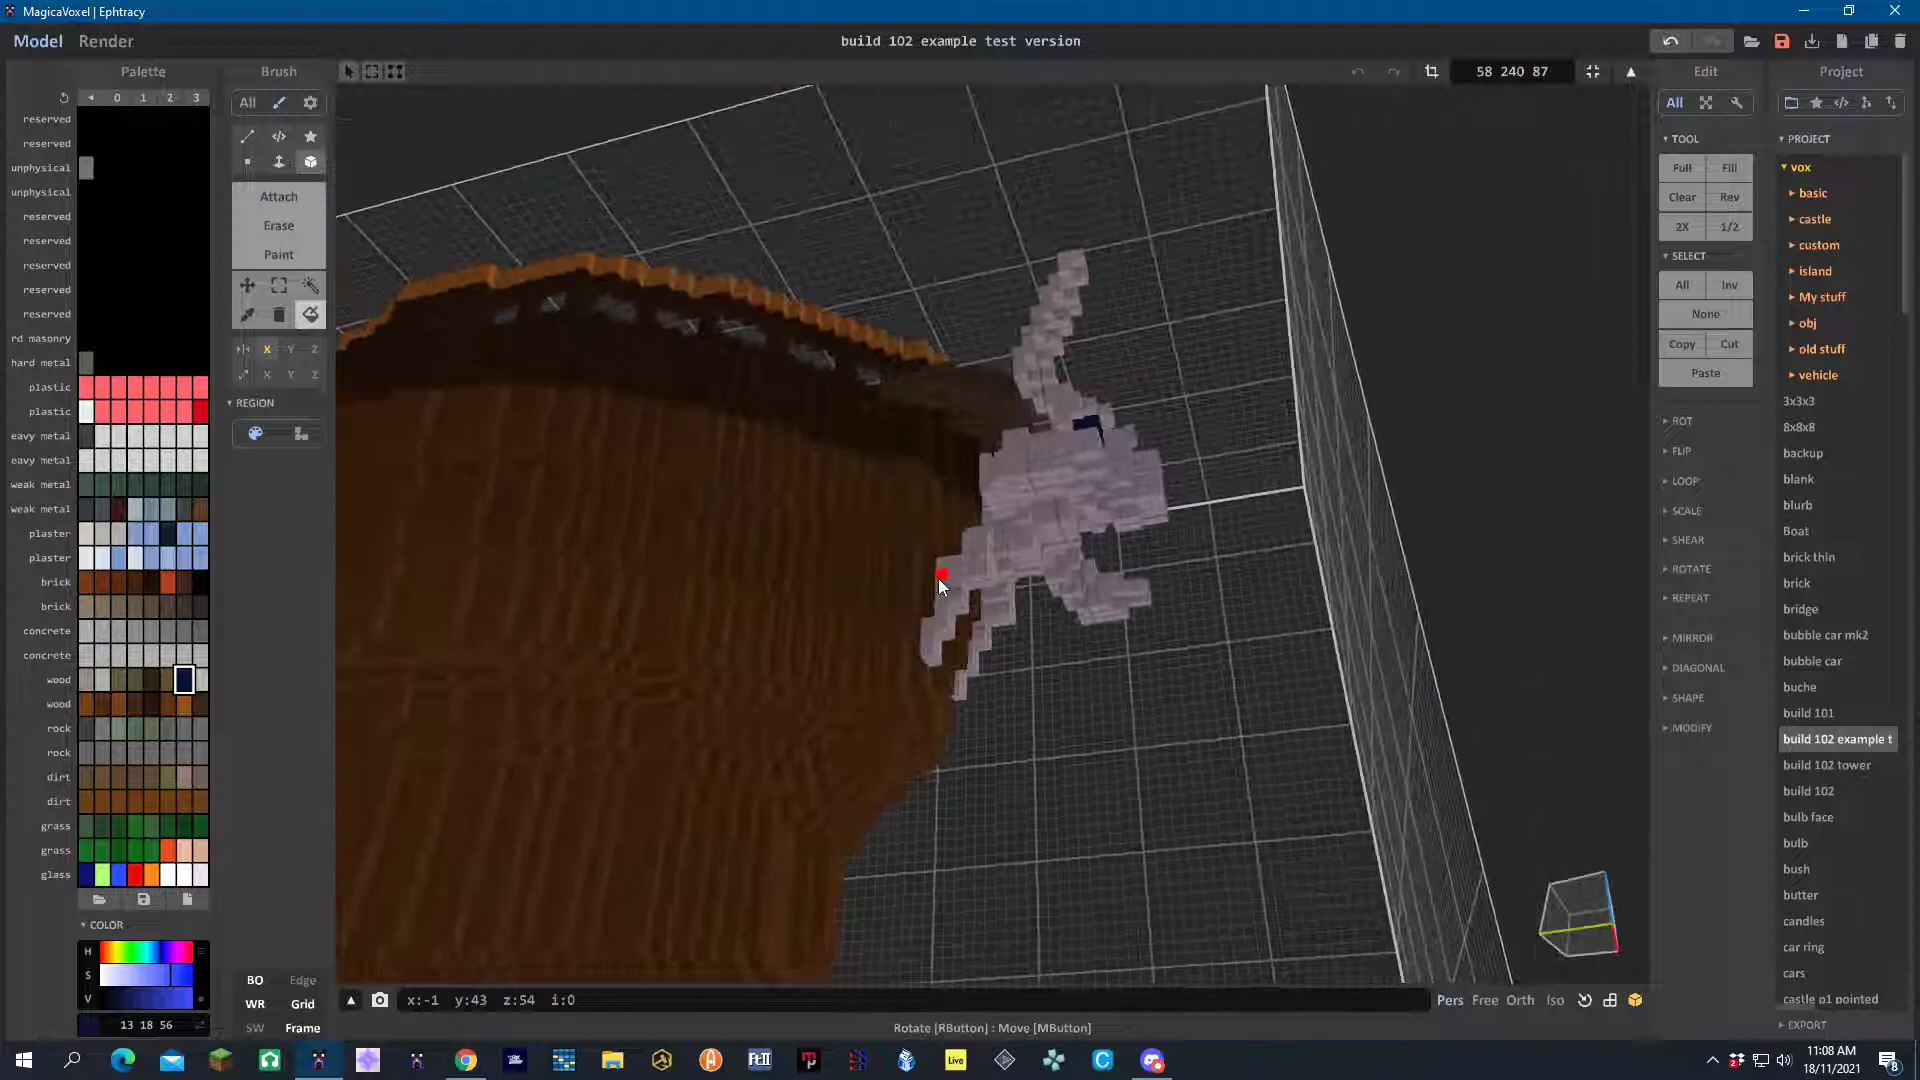 MagicaVoxel | Ephtracy
Model Render
build 102 example test version
Palette
Brush
58 240 87
Edit
Project
0 1 2 3
All
All
reserved
reserved
unphysical
unphysical
reserved
reserved
reserved
reserved
reserved
rd masonry
hard metal
plastic
plastic
eavy metal
eavy metal
weak metal
weak metal
plaster
plaster
brick
brick
concrete
concrete
wood
wood
rock
rock
dirt
dirt
grass
grass
glass
COLOR
H
S
V
13 18 56
Attach
Erase
Paint
X Y Z
X Y Z
REGION
BO Edge
WR Grid
SW Frame
TOOL
Full Fill
Clear Rev
2X 1/2
SELECT
All Inv
None
Copy Cut
Paste
ROT
FLIP
LOOP
SCALE
SHEAR
ROTATE
REPEAT
MIRROR
DIAGONAL
SHAPE
MODIFY
PROJECT
vox
basic
castle
custom
island
My stuff
obj
old stuff
vehicle
3x3x3
8x8x8
backup
blank
blurb
Boat
brick thin
brick
bridge
bubble car mk2
bubble car
buche
build 101
build 102 example t
build 102 tower
build 102
bulb face
bulb
bush
butter
candles
car ring
cars
castle p1 pointed
EXPORT
x:-1 y:43 z:54 i:0
Pers Free Orth Iso
Rotate [RButton] : Move [MButton]
FtII
Live
11:08 AM
18/11/2021
8